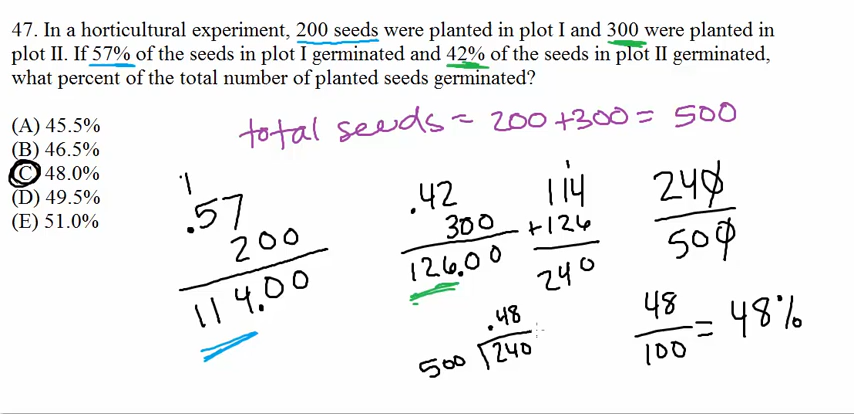 47. In a horticultural experiment, 200 seeds were planted in plot I and 300 were planted in
plot II. If 57% of the seeds in plot I germinated and 42% of the seeds in plot II germinated,
what percent of the total number of planted seeds germinated?
total seeds = 200 + 300 = 500
(A) 45.5%
(B) 46.5%
(C) 48.0%
(D) 49.5%
(E) 51.0%
1
.57
200
114.00
.42
300
126.00
1
114
+126
240
240
500
.48
500 240
48
100 = 48%